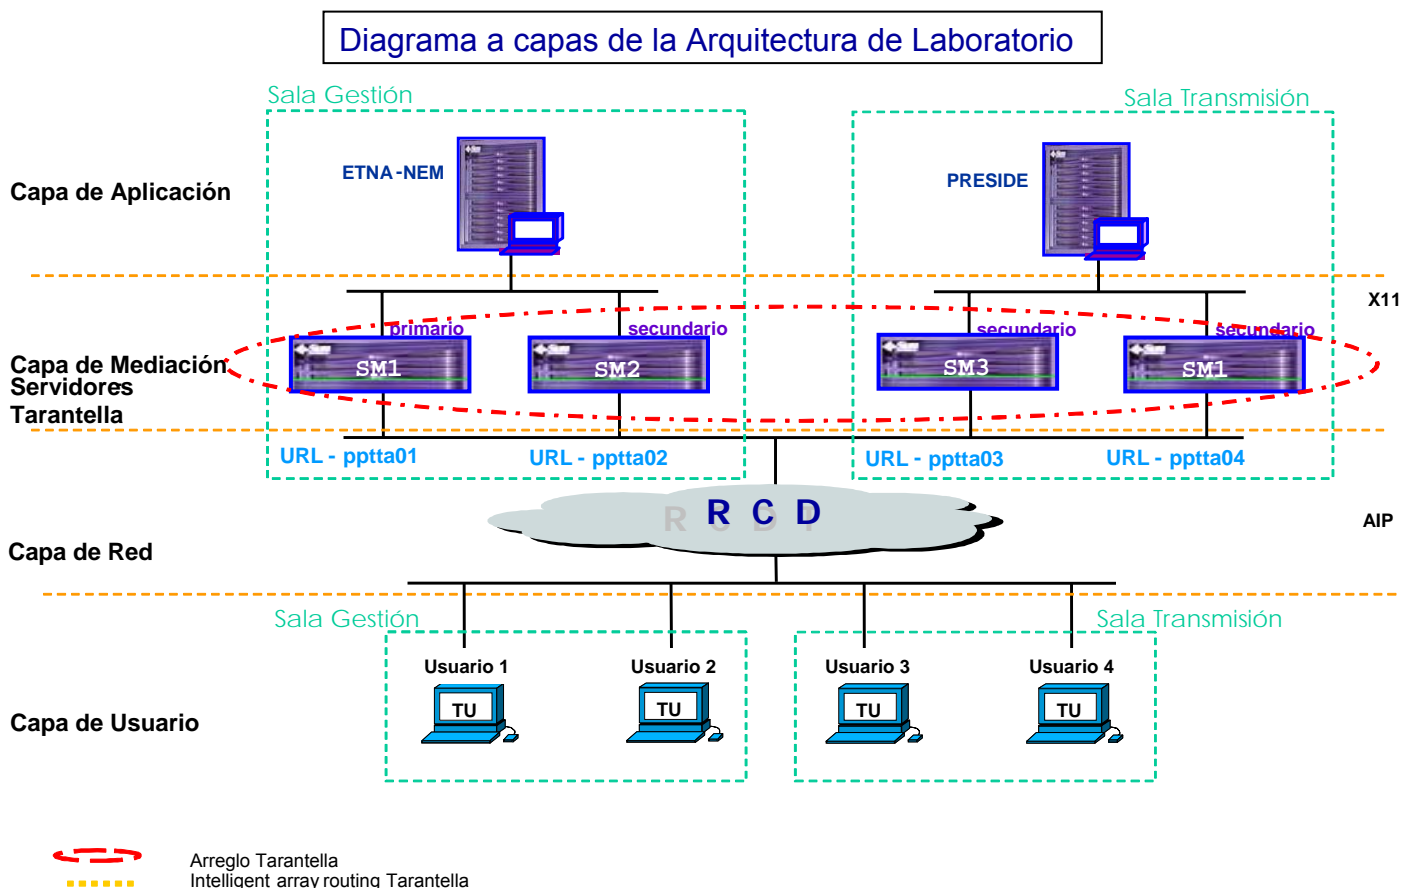 Diagrama a capas de la Arquitectura de Laboratorio
Sala Gestión
Sala Transmisión
ETNA-NEM
PRESIDE
Capa de Aplicación
X11
primario
secundario
secundario
secundario
Capa de Mediación
Servidores
Tarantella
SM1
SM2
SM3
SM1
URL - pptta01
URL - pptta02
URL - pptta03
URL - pptta04
R C D
AIP
Capa de Red
Sala Gestión
Sala Transmisión
Usuario 1
Usuario 2
Usuario 3
Usuario 4
TU
TU
TU
TU
Capa de Usuario
Arreglo Tarantella
Intelligent array routing Tarantella